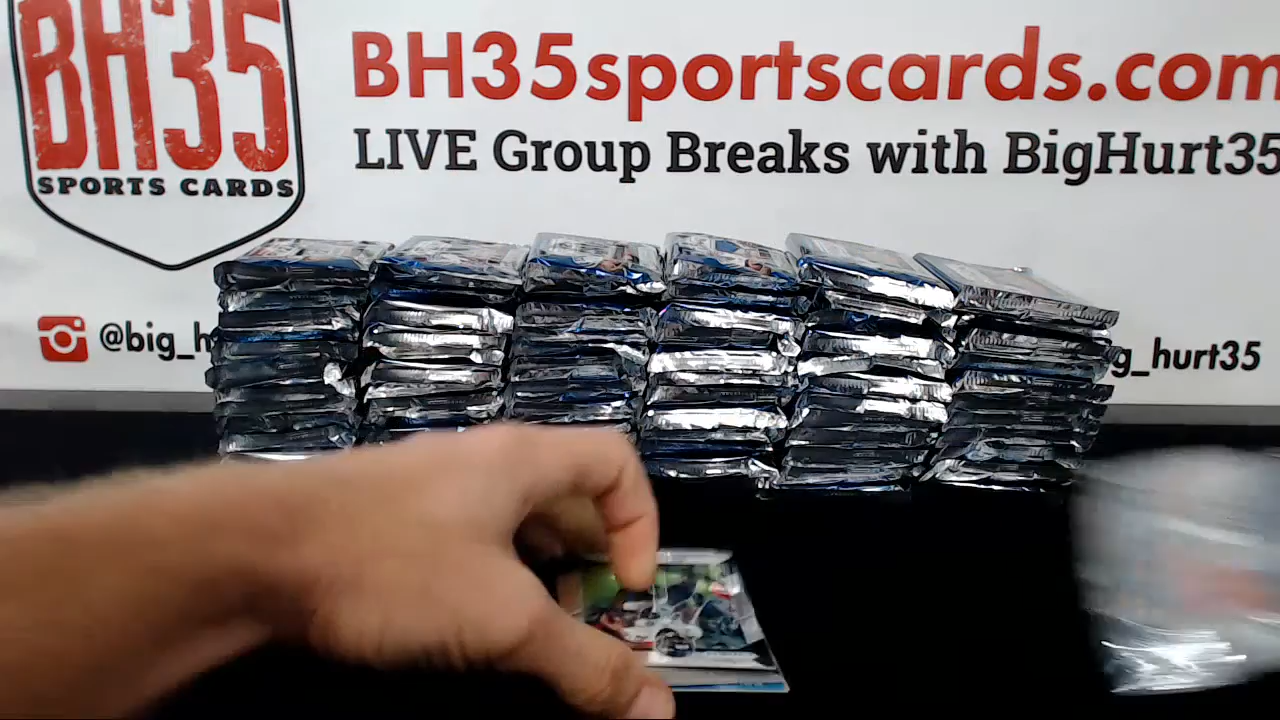 BH35
SPORTS CARDS
BH35sportscards.com
LIVE Group Breaks with BigHurt35
@big_h
g_hurt35